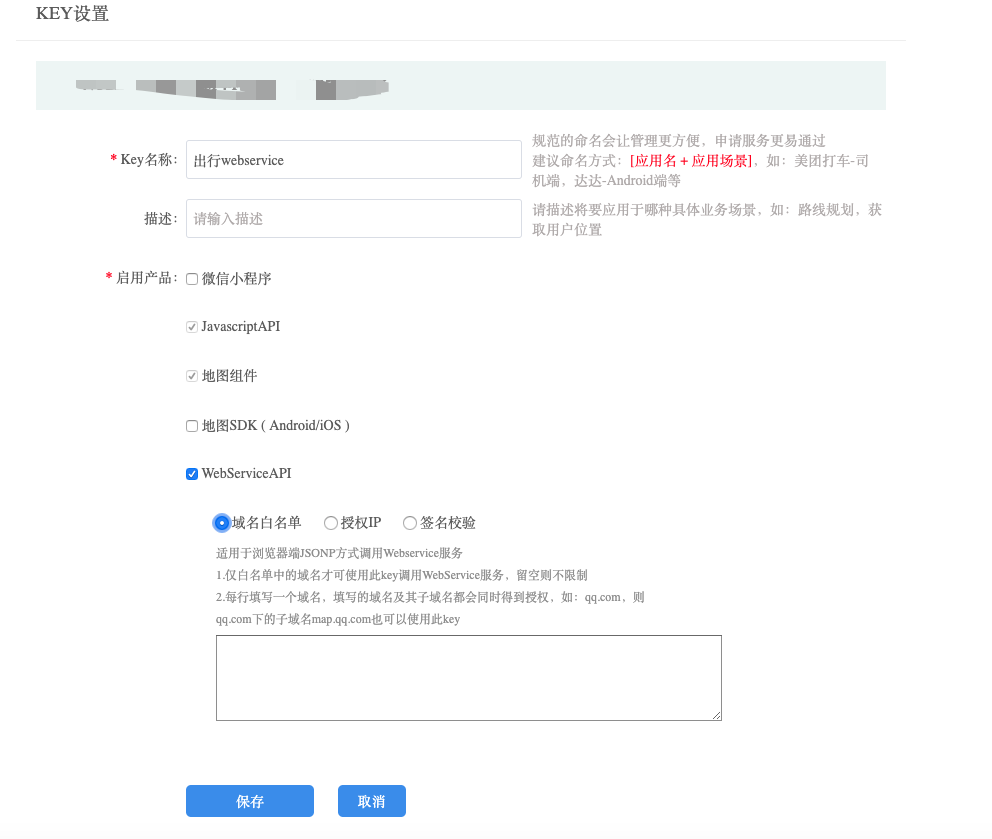 KEY设置
* Key名称： 出行webservice
规范的命名会让管理更方便，申请服务更易通过
建议命名方式：[应用名 + 应用场景]，如：美团打车-司
机端，达达-Android端等
描述： 请输入描述
请描述将要应用于哪种具体业务场景，如：路线规划，获
取用户位置
* 启用产品： 微信小程序
JavascriptAPI
地图组件
地图SDK ( Android/iOS )
WebServiceAPI
域名白名单 授权IP 签名校验
适用于浏览器端JSONP方式调用Webservice服务
1.仅白名单中的域名才可使用此key调用WebService服务，留空则不限制
2.每行填写一个域名，填写的域名及其子域名都会同时得到授权，如：qq.com，则
qq.com下的子域名map.qq.com也可以使用此key
保存 取消